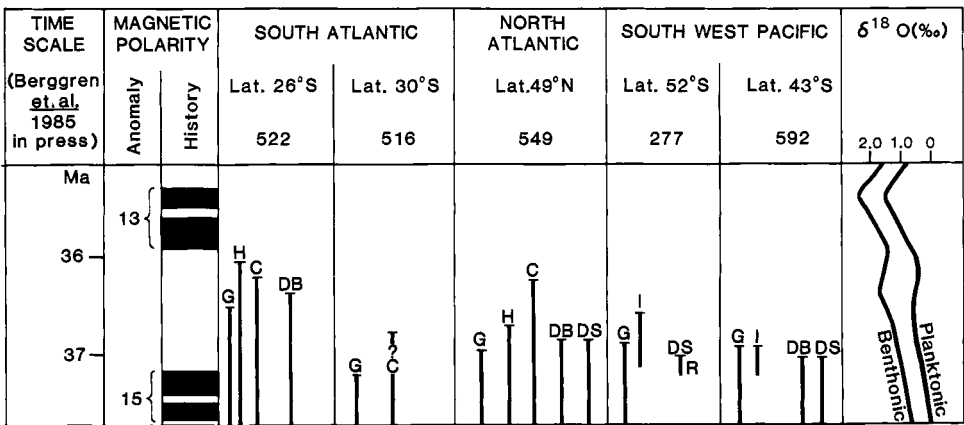 TIME
SCALE
(Berggren
et. al.
1985
in press)
MAGNETIC
POLARITY
Anomaly
History
SOUTH ATLANTIC
Lat. 26°S
Lat. 30°S
522
516
NORTH
ATLANTIC
Lat. 49°N
549
SOUTH WEST PACIFIC
Lat. 52°S
Lat. 43°S
277
592
δ18 O(‰)
2.0 1.0 0
Ma
13
36
37
15
G H C DB
G ? C
G H C DB DS
G I DS R
G I DB DS
Benthonic
Planktonic